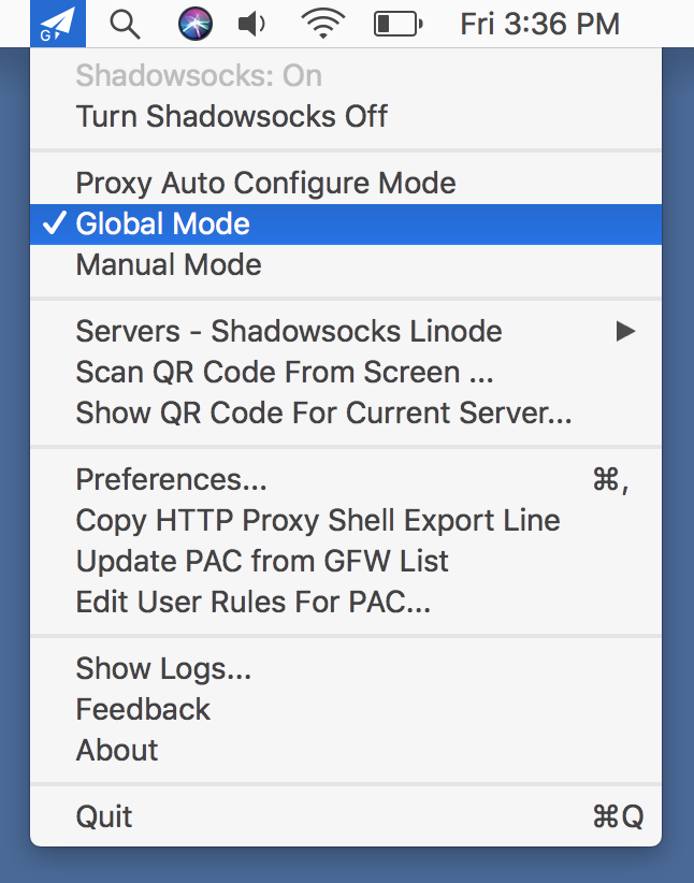 G
Fri 3:36 PM
Shadowsocks: On
Turn Shadowsocks Off
Proxy Auto Configure Mode
✓ Global Mode
Manual Mode
Servers - Shadowsocks Linode ▶
Scan QR Code From Screen ...
Show QR Code For Current Server...
Preferences... ⌘,
Copy HTTP Proxy Shell Export Line
Update PAC from GFW List
Edit User Rules For PAC...
Show Logs...
Feedback
About
Quit ⌘Q